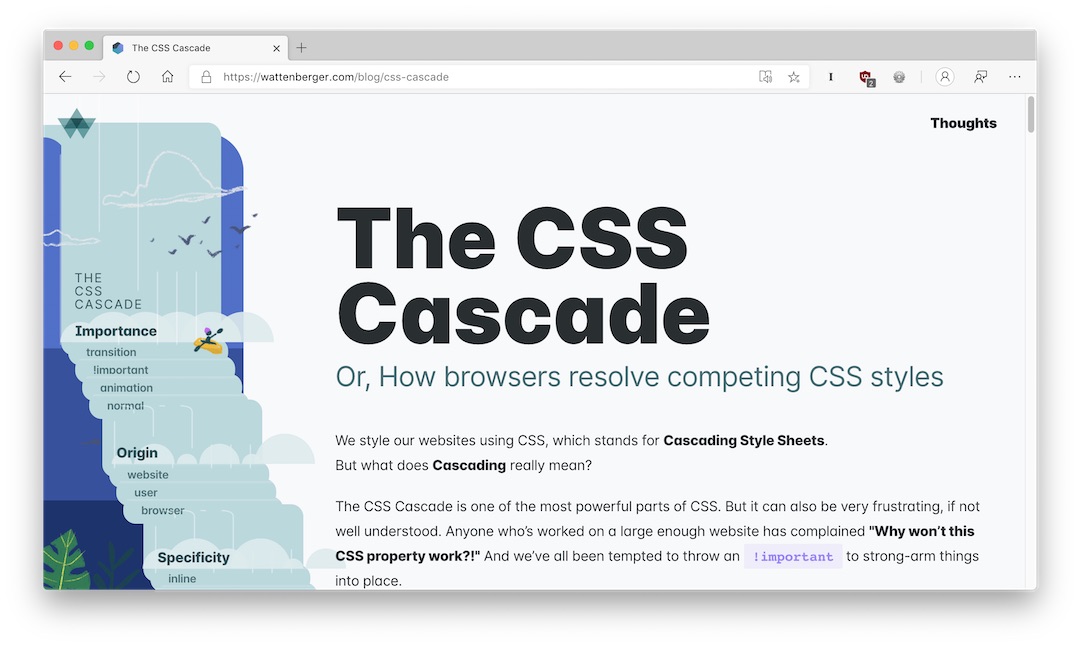 The CSS Cascade
https://wattenberger.com/blog/css-cascade
I
2
Thoughts
THE
CSS
CASCADE
Importance
transition
!important
animation
normal
Origin
website
user
browser
Specificity
inline
The CSS
Cascade
Or, How browsers resolve competing CSS styles
We style our websites using CSS, which stands for Cascading Style Sheets.
But what does Cascading really mean?
The CSS Cascade is one of the most powerful parts of CSS. But it can also be very frustrating, if not
well understood. Anyone who’s worked on a large enough website has complained "Why won’t this
CSS property work?!" And we’ve all been tempted to throw an !important to strong-arm things
into place.